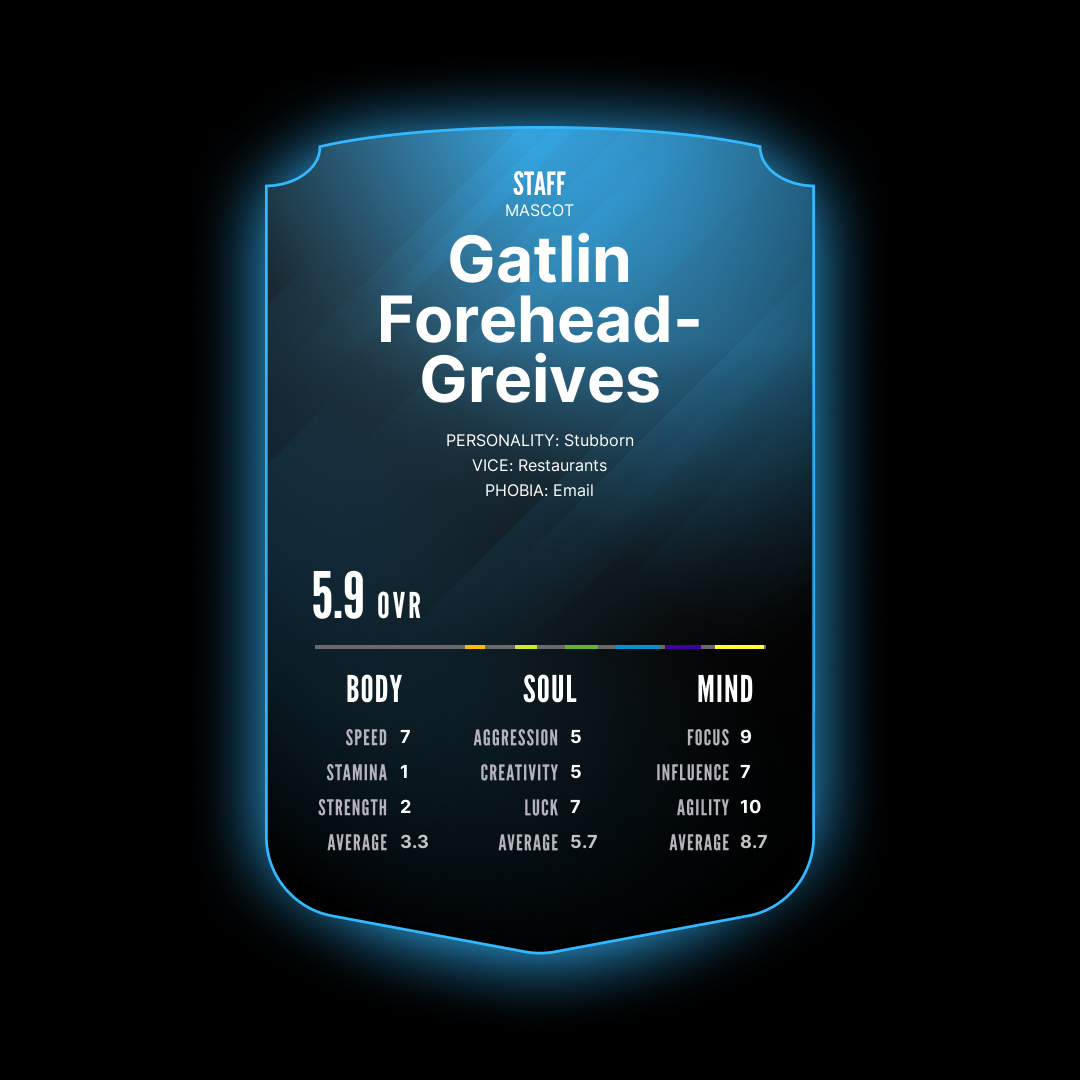 STAFF
MASCOT
Gatlin
Forehead-
Greives
PERSONALITY: Stubborn
VICE: Restaurants
PHOBIA: Email
5.9 OVR
BODY SOUL MIND
SPEED 7 AGGRESSION 5 FOCUS 9
STAMINA 1 CREATIVITY 5 INFLUENCE 7
STRENGTH 2 LUCK 7 AGILITY 10
AVERAGE 3.3 AVERAGE 5.7 AVERAGE 8.7